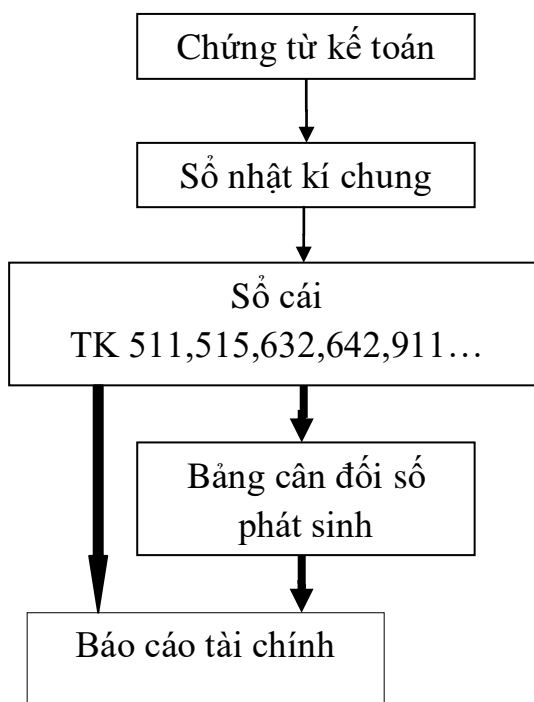 Chứng từ kế toán
Sổ nhật kí chung
Sổ cái
TK 511,515,632,642,911…
Bảng cân đối số
phát sinh
Báo cáo tài chính